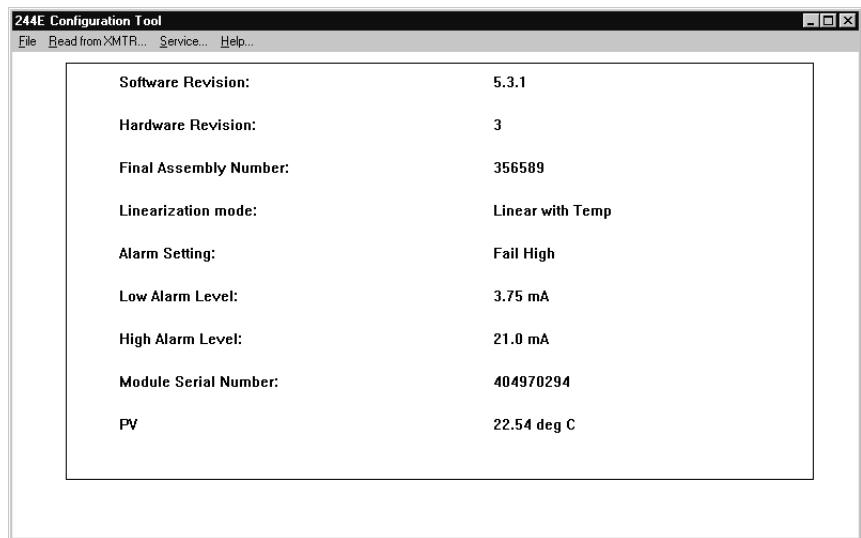 244E Configuration Tool
File Read from XMTR... Service... Help...
Software Revision: 5.3.1
Hardware Revision: 3
Final Assembly Number: 356589
Linearization mode: Linear with Temp
Alarm Setting: Fail High
Low Alarm Level: 3.75 mA
High Alarm Level: 21.0 mA
Module Serial Number: 404970294
PV 22.54 deg C